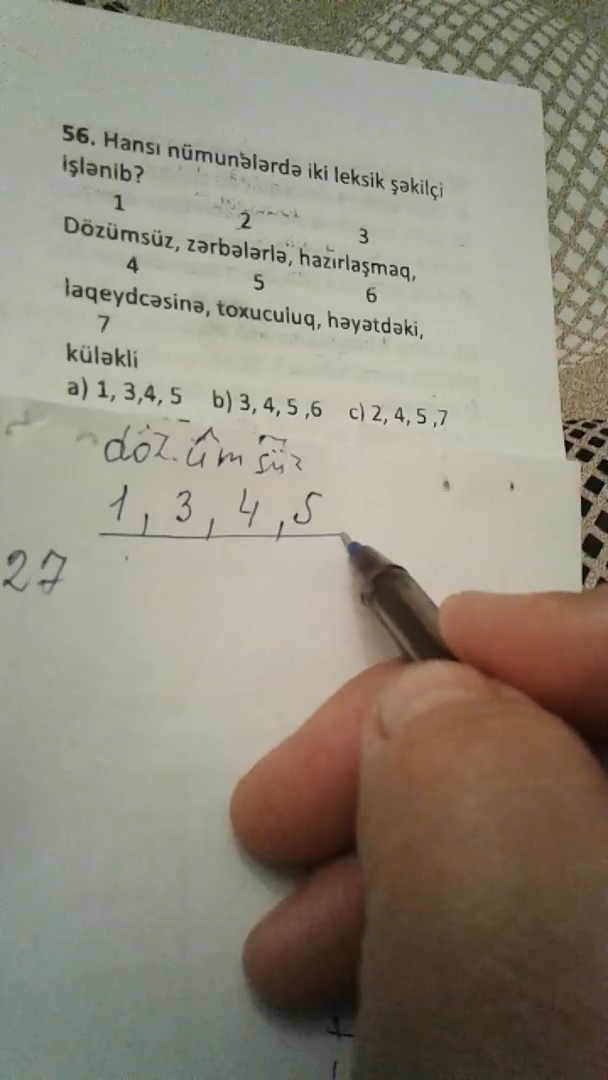 56. Hansı nümunələrdə iki leksik şəkilçi
işlənib?
1 2 3
Dözümsüz, zərbələrlə, hazırlaşmaq,
4 5 6
laqeydcəsinə, toxuculuq, həyətdəki,
7
küləkli
a) 1, 3,4, 5 b) 3, 4, 5 ,6 c) 2, 4, 5 ,7
döz.üm süz
1, 3, 4, 5
27